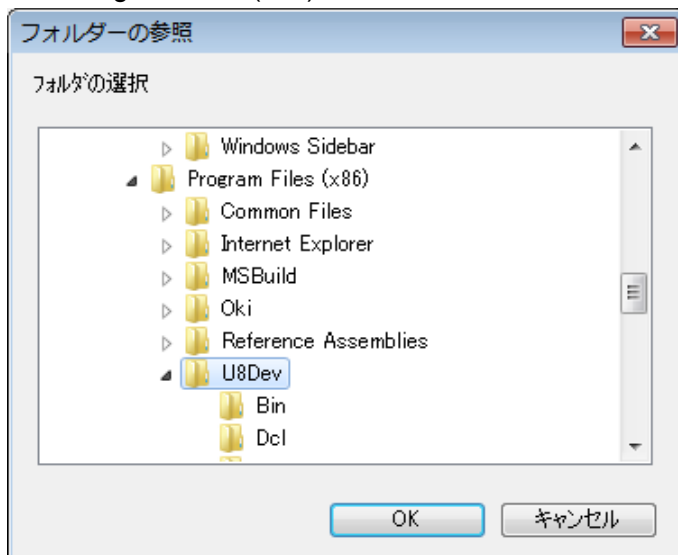 フォルダーの参照
フォルダの選択
Windows Sidebar
Program Files (x86)
Common Files
Internet Explorer
MSBuild
Oki
Reference Assemblies
U8Dev
Bin
Dcl
OK
キャンセル